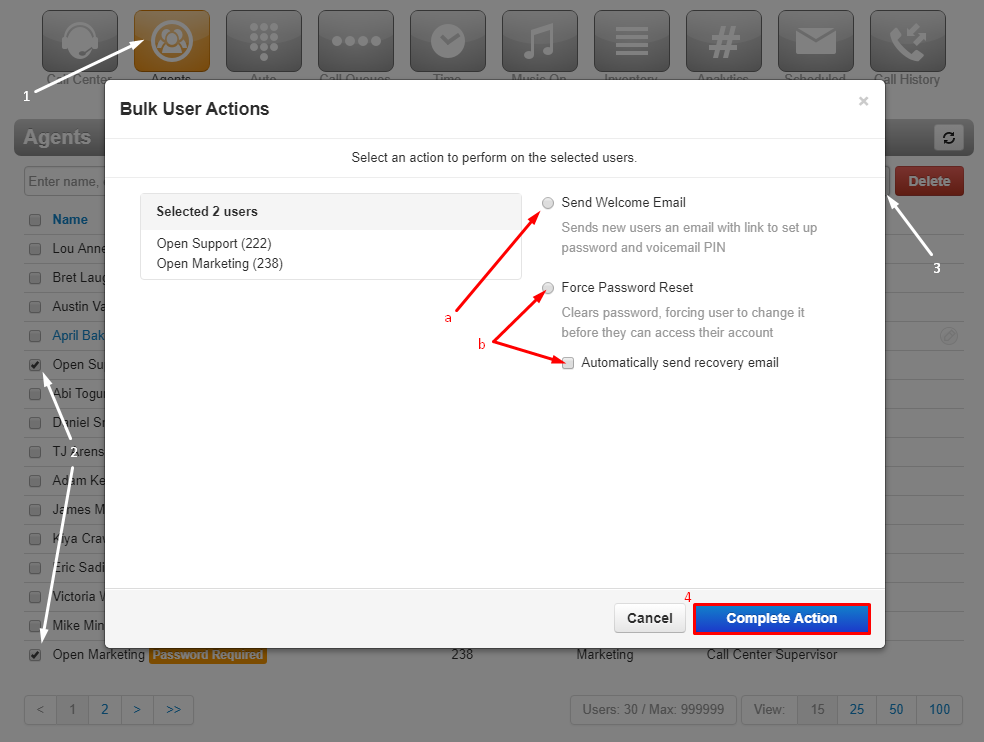 Call Center
Agents
Auto
Call Queues
Time
Music On
Inventory
Analytics
Scheduled
Call History
1
Bulk User Actions
×
Agents
Select an action to perform on the selected users.
Enter name,
Delete
Selected 2 users
Open Support (222)
Open Marketing (238)
Send Welcome Email
Sends new users an email with link to set up
password and voicemail PIN
Force Password Reset
Clears password, forcing user to change it
before they can access their account
Automatically send recovery email
a
b
3
Name
Lou Anne
Bret Laug
Austin Va
April Bak
Open Sup
Abi Togun
Daniel Sn
2
TJ Arens
Adam Ke
James M
Kiya Craw
Eric Sadi
Victoria W
Mike Min
4
Cancel
Complete Action
Open Marketing Password Required 238 Marketing Call Center Supervisor
< 1 2 > >>
Users: 30 / Max: 999999 View: 15 25 50 100